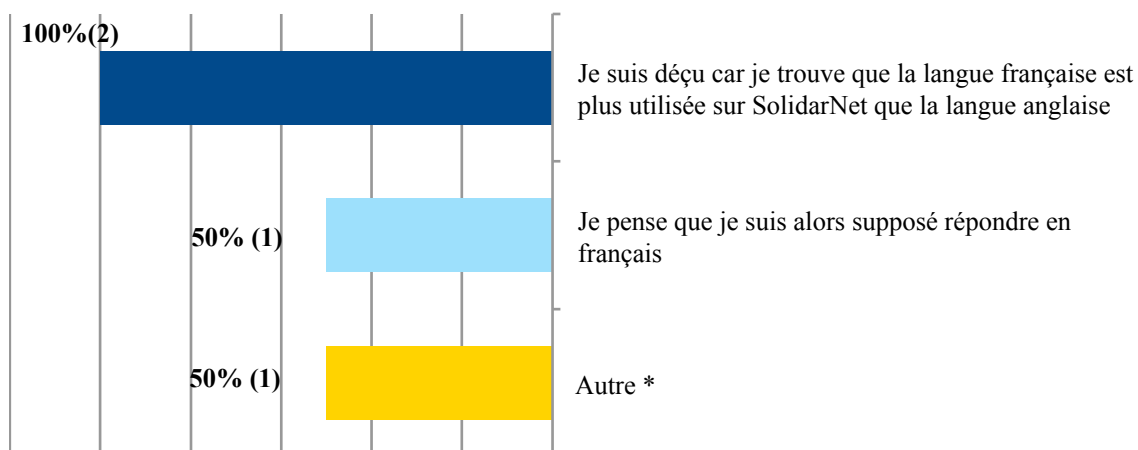 100%(2)
Je suis déçu car je trouve que la langue française est
plus utilisée sur SolidarNet que la langue anglaise
50% (1)
Je pense que je suis alors supposé répondre en
français
50% (1)
Autre *